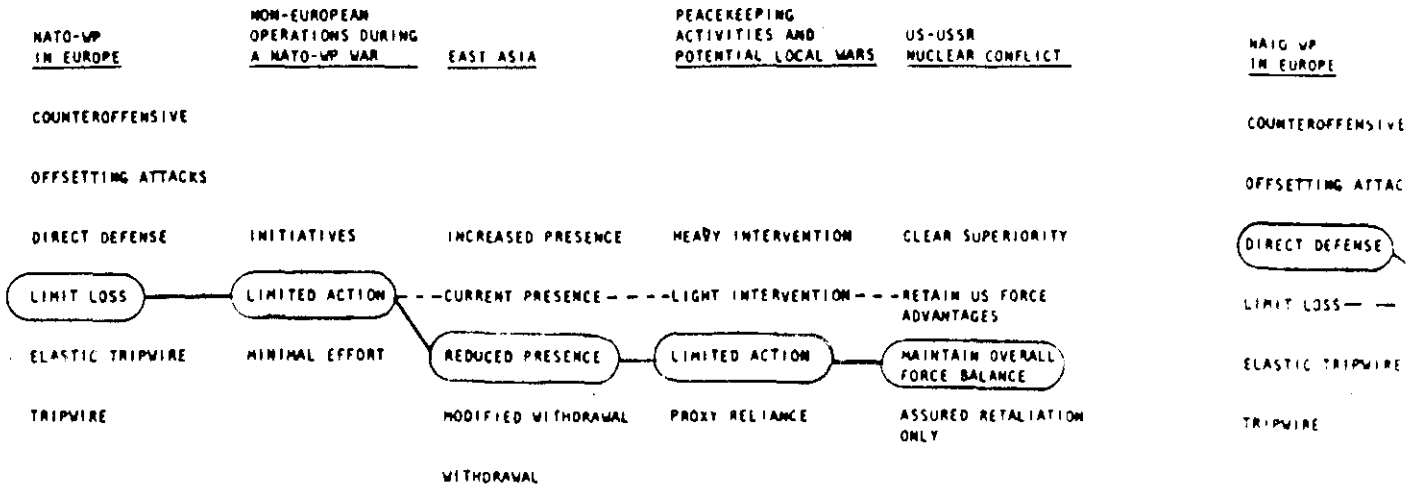 NATO-WP
IN EUROPE
COUNTEROFFENSIVE
OFFSETTING ATTACKS
DIRECT DEFENSE
LIMIT LOSS
ELASTIC TRIPWIRE
TRIPWIRE
NON-EUROPEAN
OPERATIONS DURING
A NATO-WP WAR
INITIATIVES
LIMITED ACTION
MINIMAL EFFORT
EAST ASIA
INCREASED PRESENCE
CURRENT PRESENCE
REDUCED PRESENCE
MODIFIED WITHDRAWAL
WITHDRAWAL
PEACEKEEPING
ACTIVITIES AND
POTENTIAL LOCAL WARS
HEAVY INTERVENTION
LIGHT INTERVENTION
LIMITED ACTION
PROXY RELIANCE
US-USSR
NUCLEAR CONFLICT
CLEAR SUPERIORITY
RETAIN US FORCE
ADVANTAGES
MAINTAIN OVERALL
FORCE BALANCE
ASSURED RETALIATION
ONLY
NATO WP
IN EUROPE
COUNTEROFFENSIVE
OFFSETTING ATTAC
DIRECT DEFENSE
LIMIT LOSS
ELASTIC TRIPWIRE
TRIPWIRE